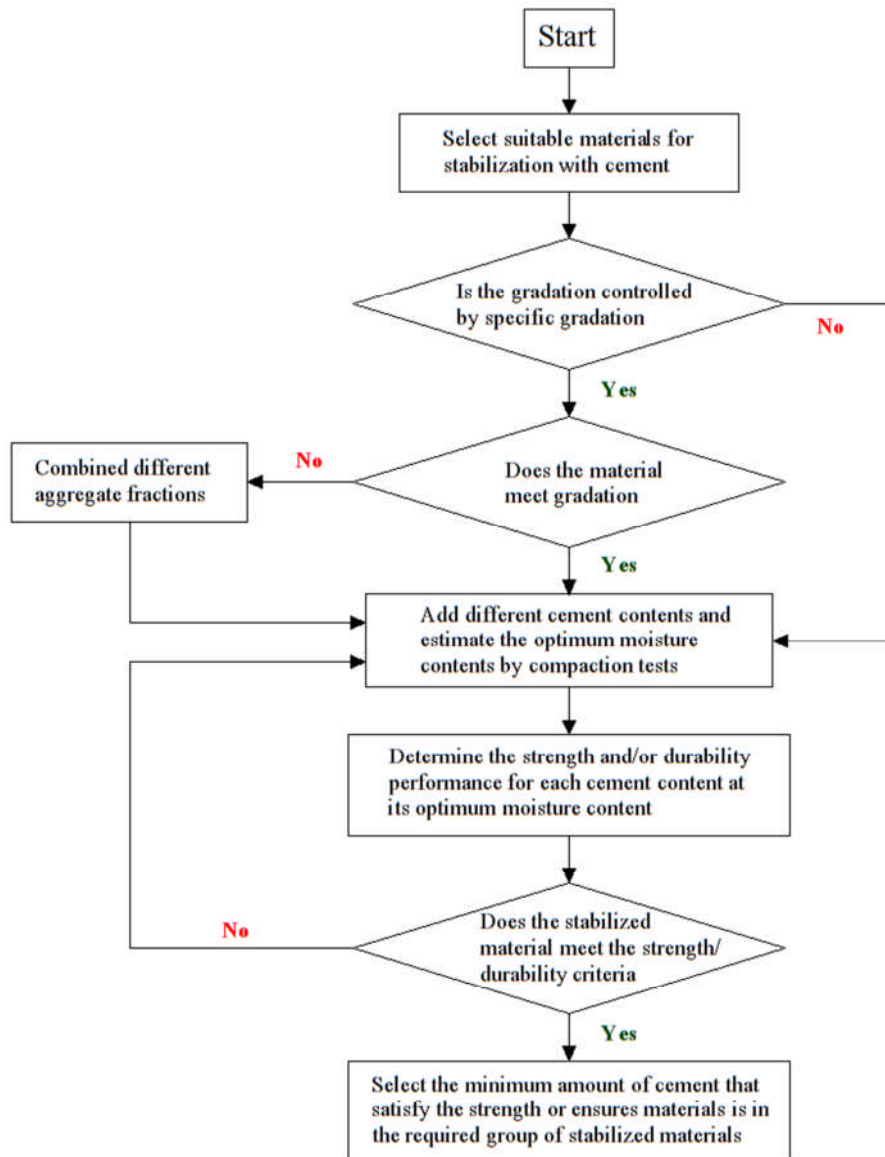 Start
Select suitable materials for
stabilization with cement
Is the gradation controlled
by specific gradation
No
Yes
Does the material
meet gradation
No
Combined different
aggregate fractions
Yes
Add different cement contents and
estimate the optimum moisture
contents by compaction tests
Determine the strength and/or durability
performance for each cement content at
its optimum moisture content
Does the stabilized
material meet the strength/
durability criteria
No
Yes
Select the minimum amount of cement that
satisfy the strength or ensures materials is in
the required group of stabilized materials